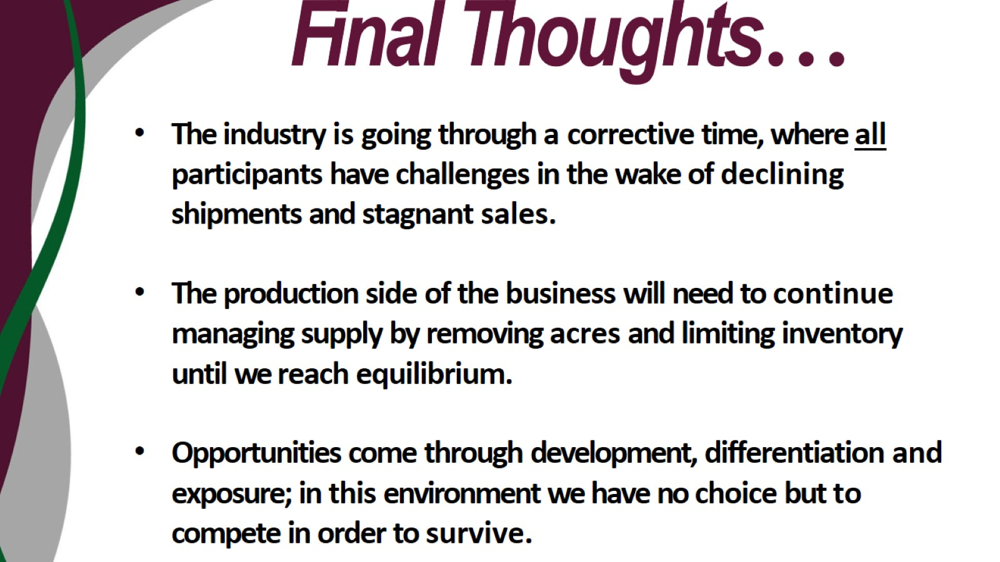 Final Thoughts...
• The industry is going through a corrective time, where all
participants have challenges in the wake of declining
shipments and stagnant sales.
• The production side of the business will need to continue
managing supply by removing acres and limiting inventory
until we reach equilibrium.
• Opportunities come through development, differentiation and
exposure; in this environment we have no choice but to
compete in order to survive.